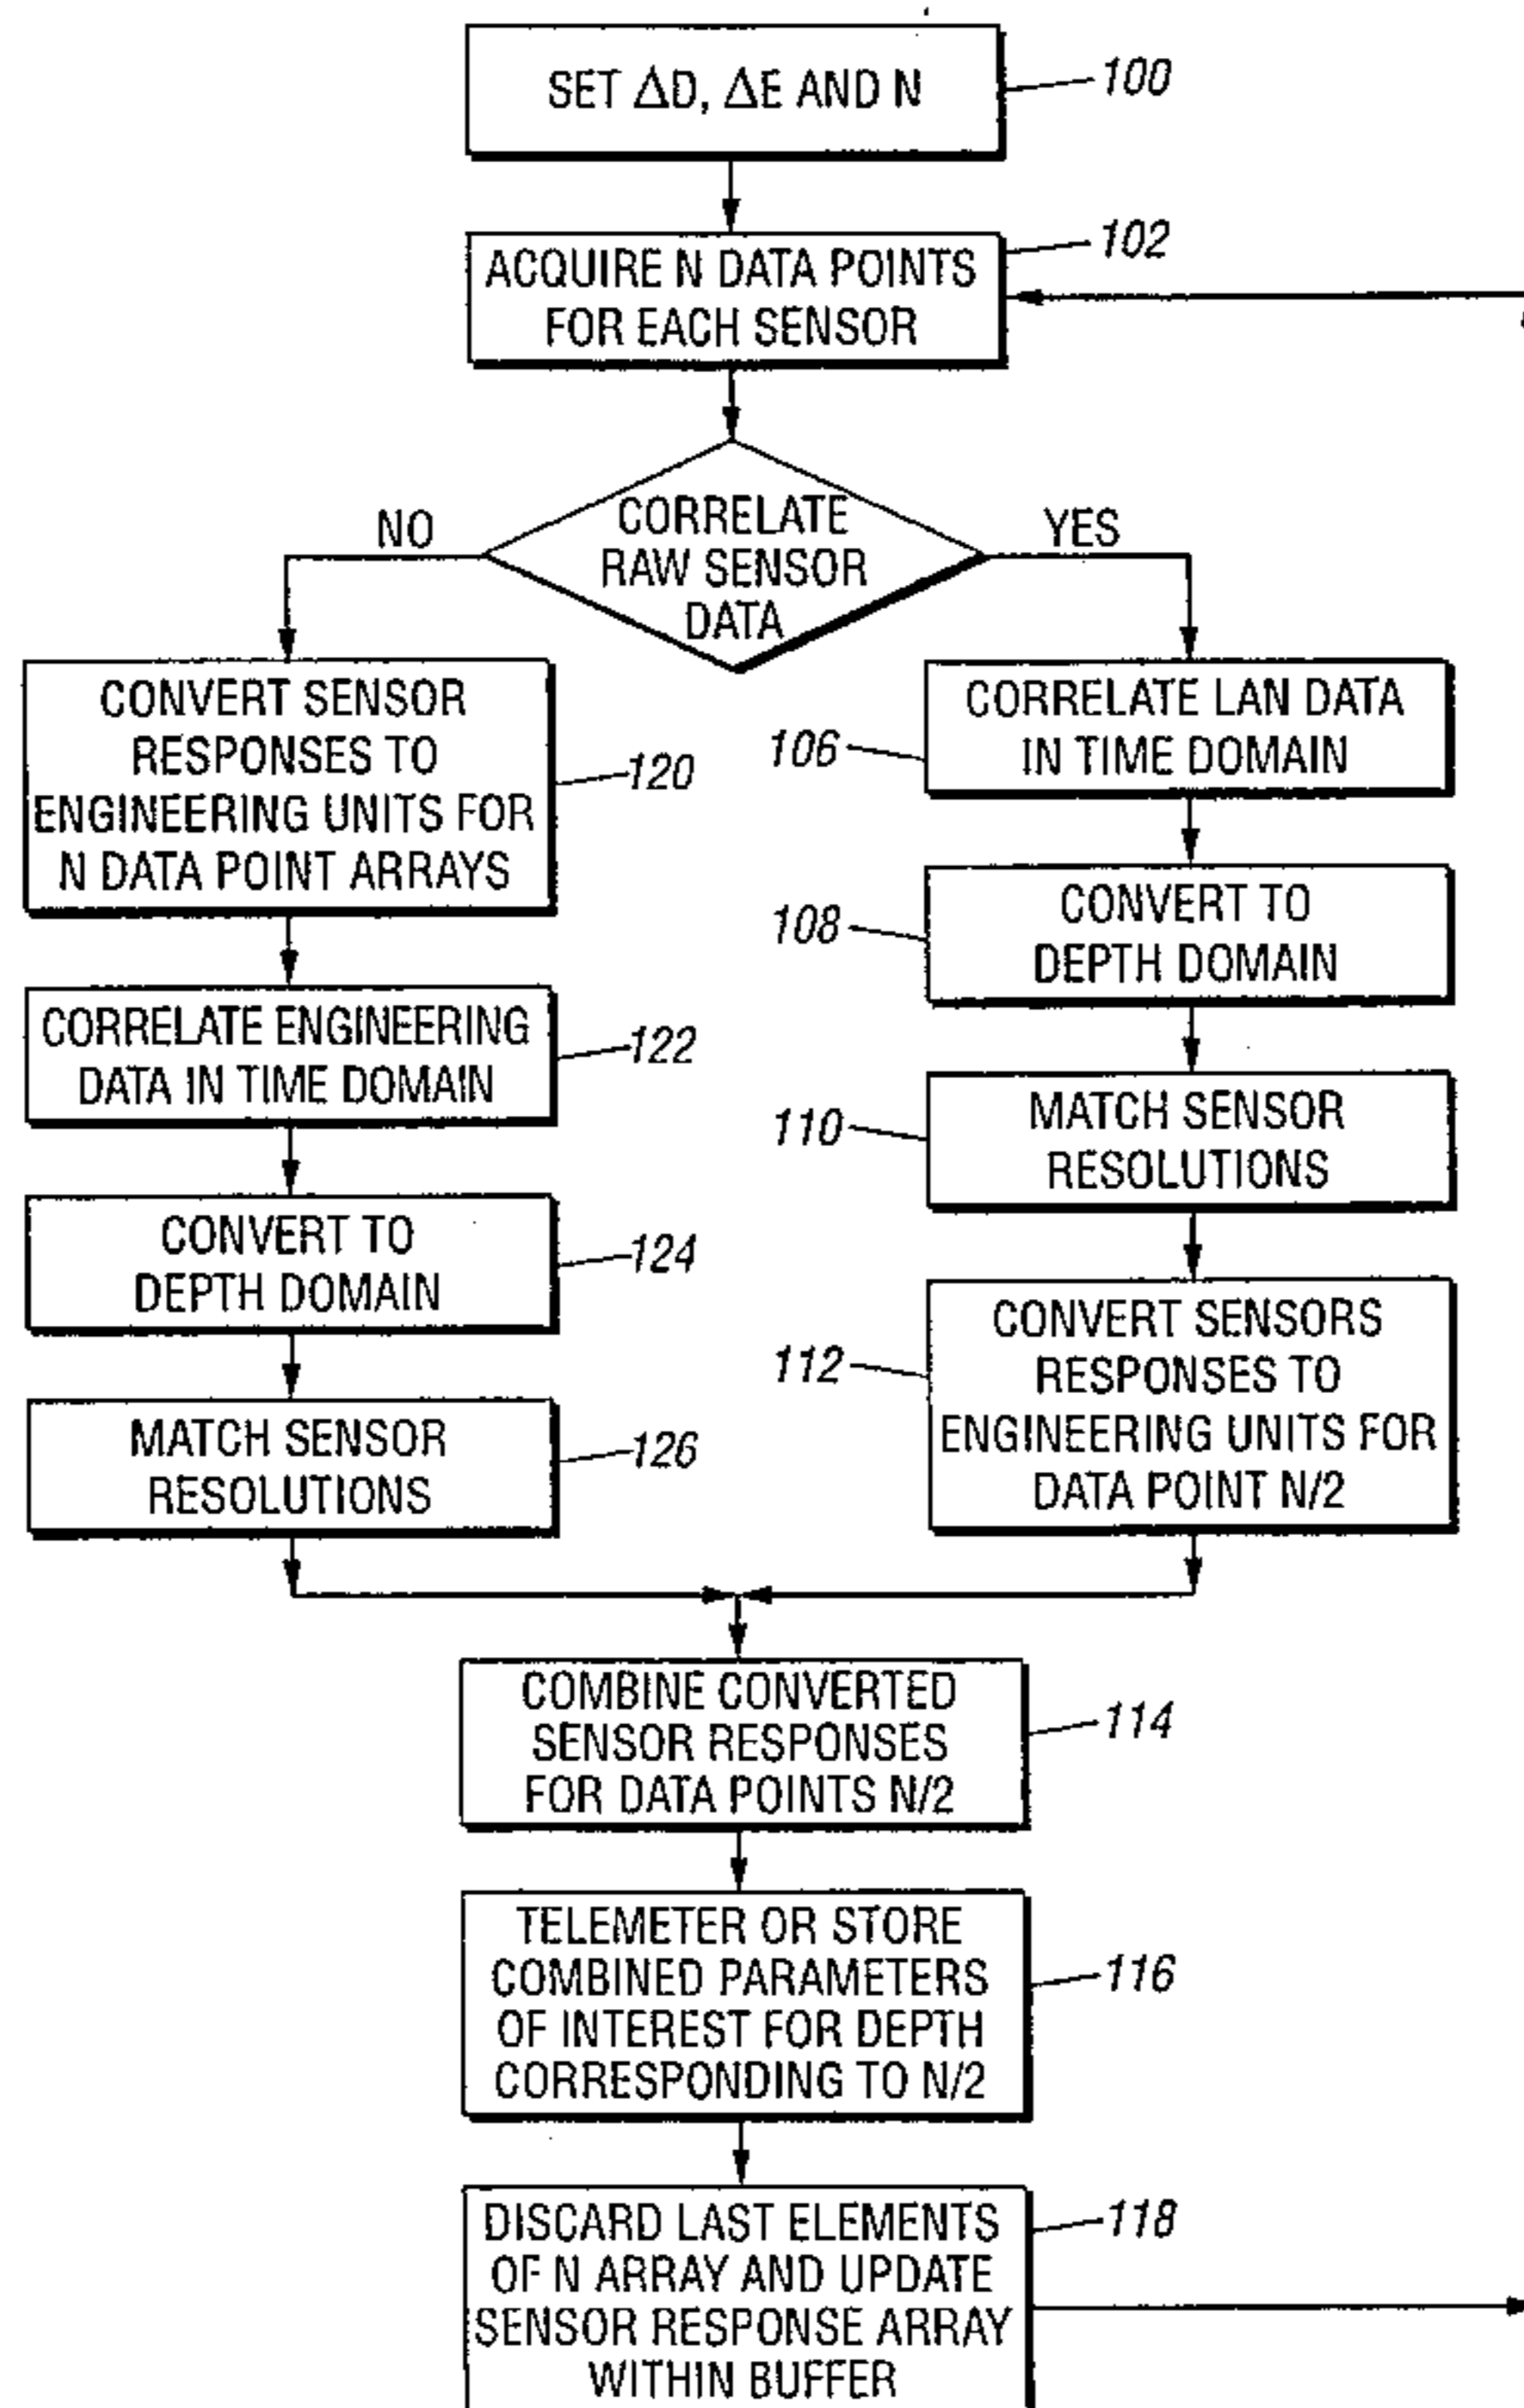 SET ΔD, ΔE AND N
100
ACQUIRE N DATA POINTS
FOR EACH SENSOR
102
CORRELATE
RAW SENSOR
DATA
NO
YES
CONVERT SENSOR
RESPONSES TO
ENGINEERING UNITS FOR
N DATA POINT ARRAYS
120
CORRELATE ENGINEERING
DATA IN TIME DOMAIN
122
CONVERT TO
DEPTH DOMAIN
124
MATCH SENSOR
RESOLUTIONS
126
CORRELATE LAN DATA
IN TIME DOMAIN
106
CONVERT TO
DEPTH DOMAIN
108
MATCH SENSOR
RESOLUTIONS
110
CONVERT SENSORS
RESPONSES TO
ENGINEERING UNITS FOR
DATA POINT N/2
112
COMBINE CONVERTED
SENSOR RESPONSES
FOR DATA POINTS N/2
114
TELEMETER OR STORE
COMBINED PARAMETERS
OF INTEREST FOR DEPTH
CORRESPONDING TO N/2
116
DISCARD LAST ELEMENTS
OF N ARRAY AND UPDATE
SENSOR RESPONSE ARRAY
WITHIN BUFFER
118